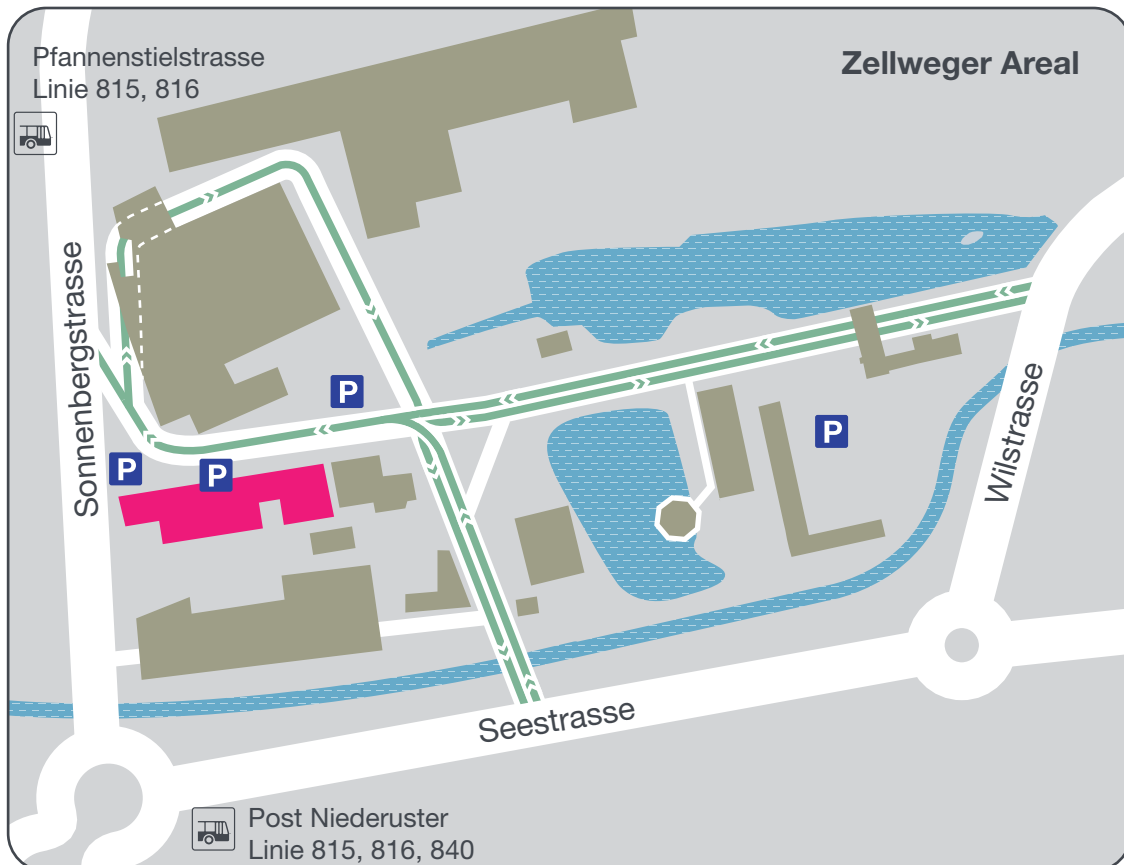 Pfannenstielstrasse
Linie 815, 816
Zellweger Areal
Sonnenbergstrasse
P
P
P
P
Wilstrasse
Seestrasse
Post Niederuster
Linie 815, 816, 840